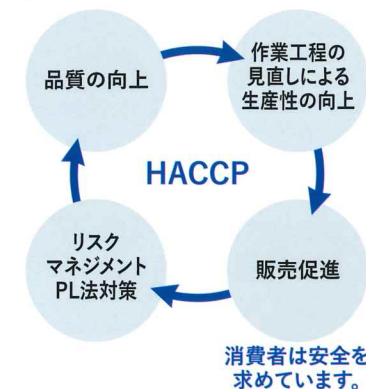 品質の向上
作業工程の
見直しによる
生産性の向上
HACCP
リスク
マネジメント
PL法対策
販売促進
消費者は安全を
求めています。